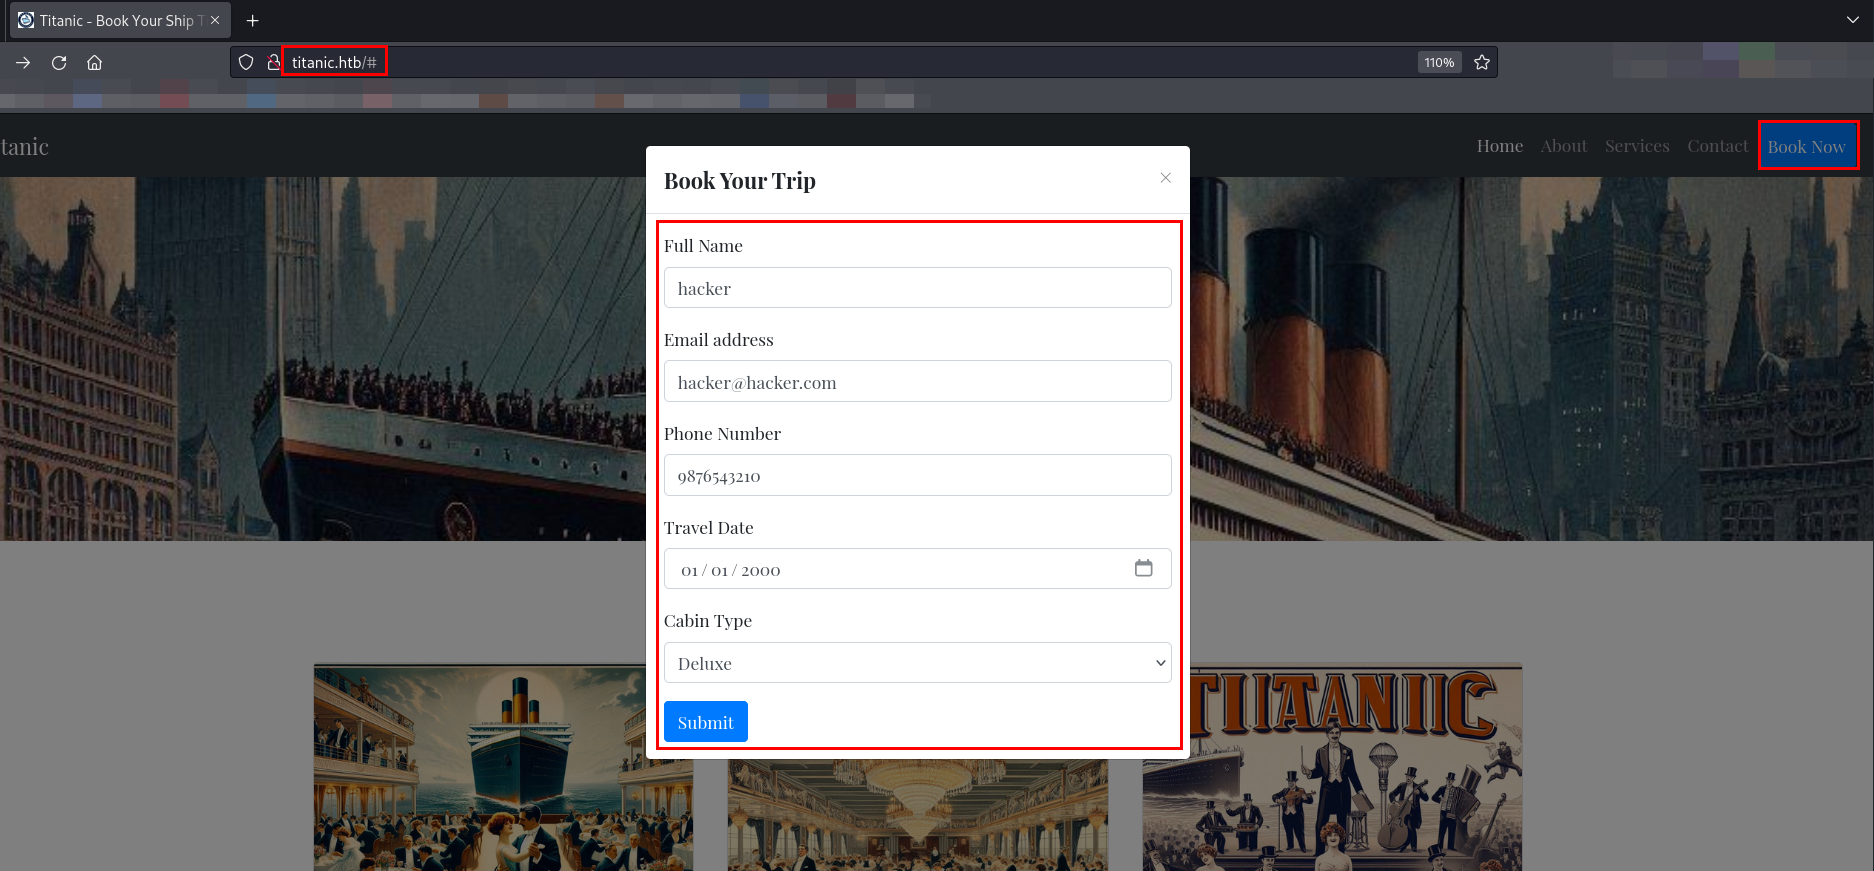 Titanic - Book Your Ship T
titanic.htb/#
110%
tanic
Home About Services Contact Book Now
Book Your Trip
Full Name
hacker
Email address
hacker@hacker.com
Phone Number
9876543210
Travel Date
01 / 01 / 2000
Cabin Type
Deluxe
Submit
TITANIC